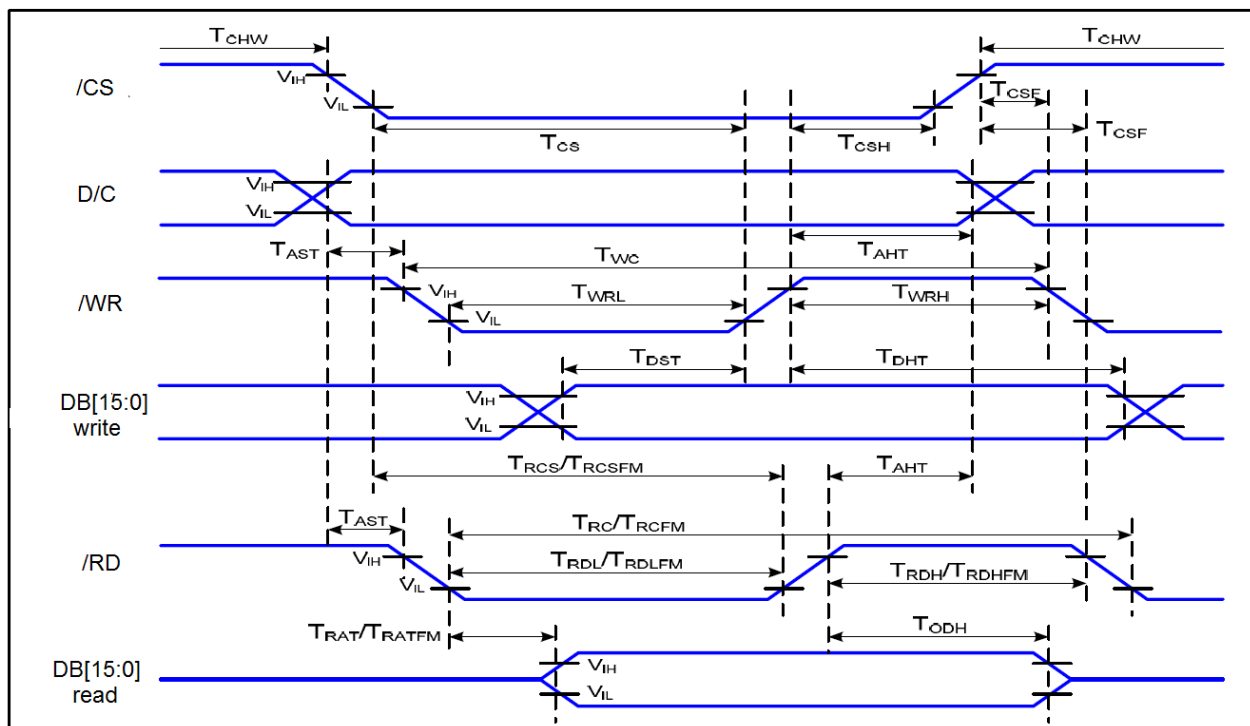 TCHW TCHW
/CS VIH TCSF
VIL TCS TCSH TCSF
D/C VIH
VIL
TAST TWC TAHT
/WR VIH TWRL TWRH
VIL
TDST TDHT
DB[15:0] VIH
write VIL
TRCS/TRCSFM TAHT
TAST TRC/TRCFM
/RD VIH TRDL/TRDLFM TRDH/TRDHFM
VIL
TRAT/TRATFM TODH
DB[15:0] VIH
read VIL